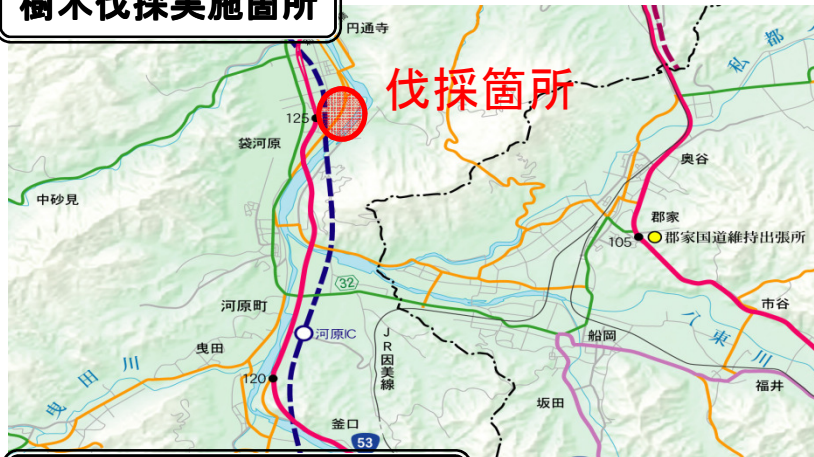 樹木伐採実施箇所
円通寺
伐採箇所
私都
125
袋河原
奥谷
中砂見
郡家
105
郡家国道維持出張所
32
河原町
市谷
河原IC
八東川
船岡
曳田
JR因美線
120
曳田川
坂田
福井
釜口
53